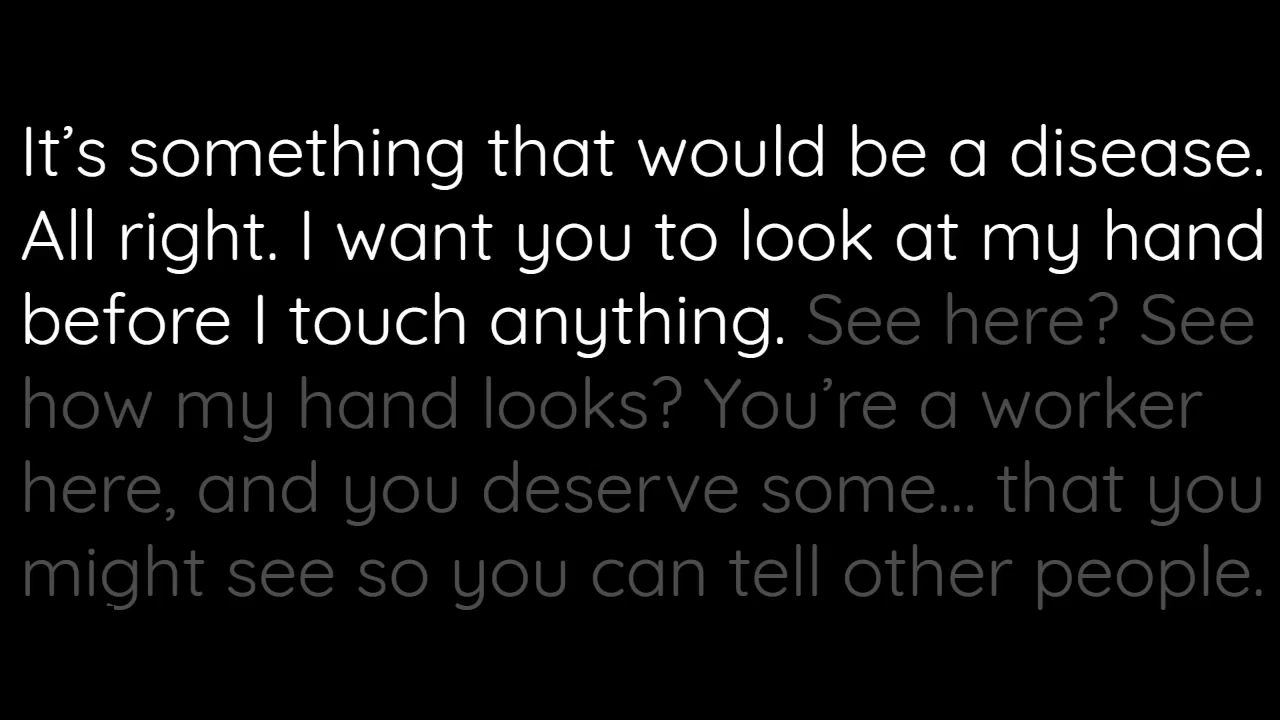 It’s something that would be a disease.
All right. I want you to look at my hand
before I touch anything. See here? See
how my hand looks? You’re a worker
here, and you deserve some... that you
might see so you can tell other people.